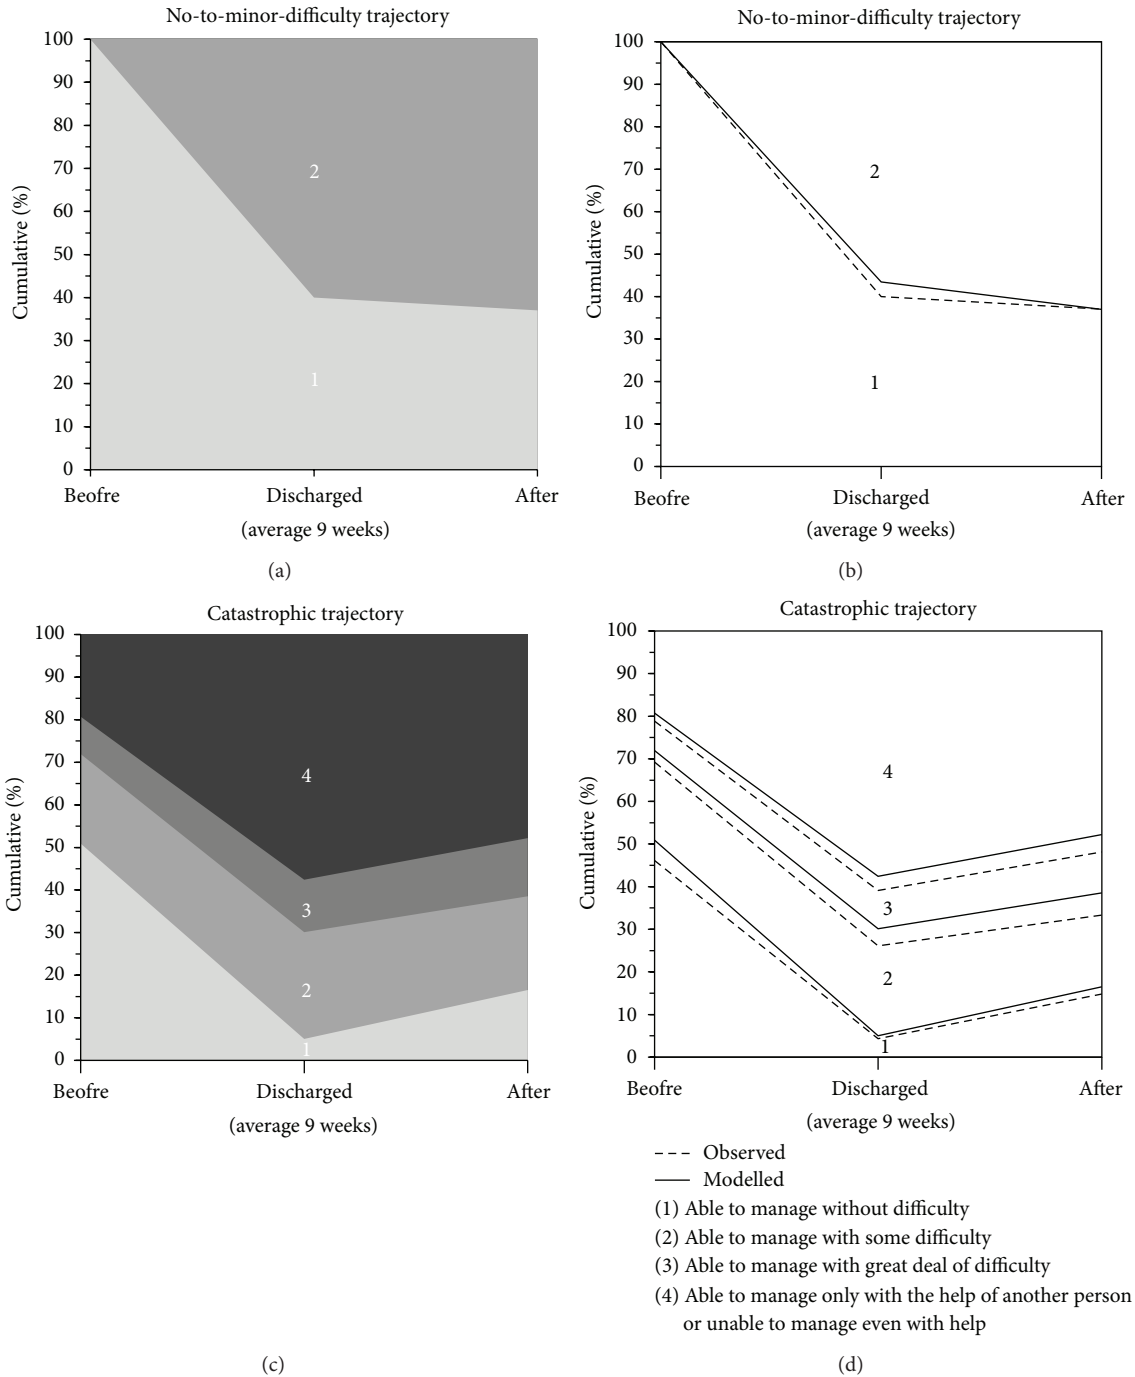 No-to-minor-difficulty trajectory
100
90
80
70
60
50
40
30
20
10
0
Cumulative (%)
2
1
Beofre
Discharged
After
(average 9 weeks)
(a)
No-to-minor-difficulty trajectory
100
90
80
70
60
50
40
30
20
10
0
Cumulative (%)
2
1
Beofre
Discharged
After
(average 9 weeks)
(b)
Catastrophic trajectory
100
90
80
70
60
50
40
30
20
10
0
Cumulative (%)
4
3
2
1
Beofre
Discharged
After
(average 9 weeks)
(c)
Catastrophic trajectory
100
90
80
70
60
50
40
30
20
10
0
Cumulative (%)
4
3
2
1
Beofre
Discharged
After
(average 9 weeks)
Observed
Modelled
(1) Able to manage without difficulty
(2) Able to manage with some difficulty
(3) Able to manage with great deal of difficulty
(4) Able to manage only with the help of another person
or unable to manage even with help
(d)